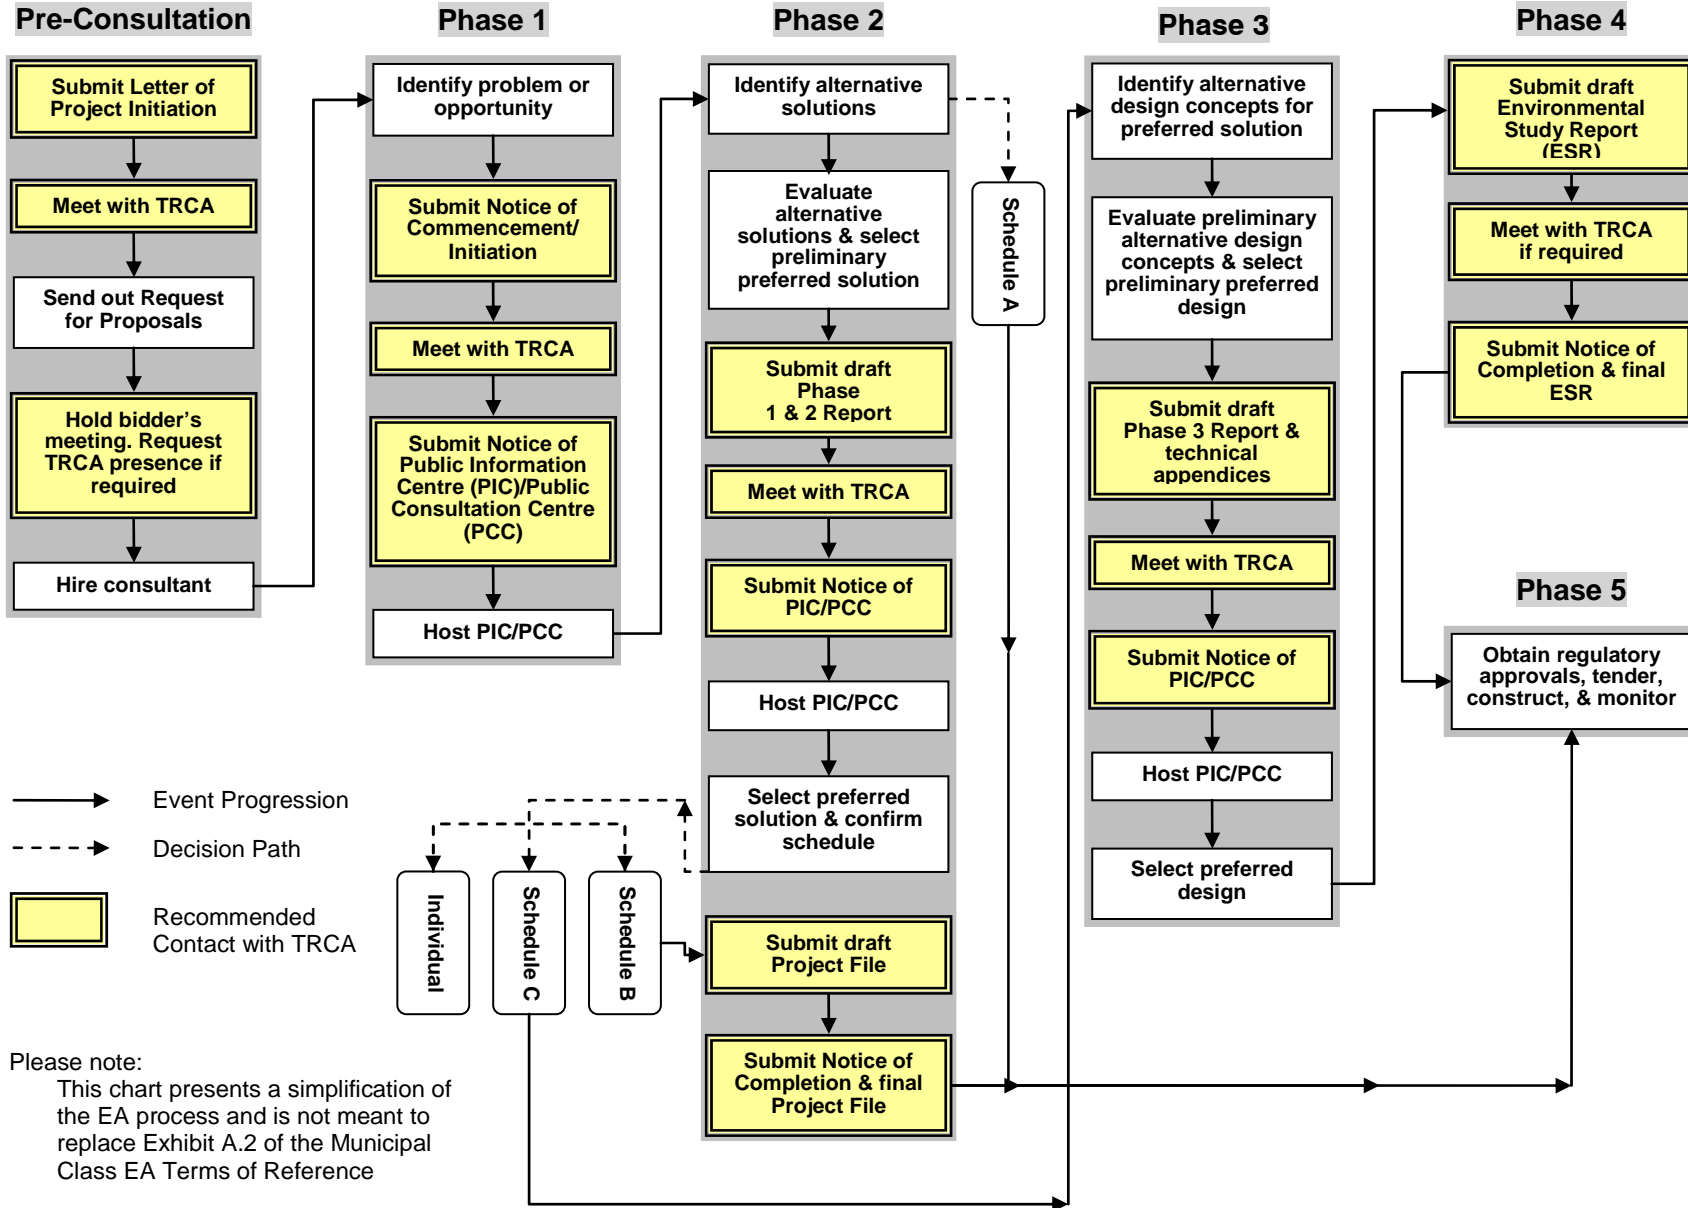 Pre-Consultation
Submit Letter of
Project Initiation
Meet with TRCA
Send out Request
for Proposals
Hold bidder's
meeting. Request
TRCA presence if
required
Hire consultant
Phase 1
Identify problem or
opportunity
Submit Notice of
Commencement/
Initiation
Meet with TRCA
Submit Notice of
Public Information
Centre (PIC)/Public
Consultation Centre
(PCC)
Host PIC/PCC
Phase 2
Identify alternative
solutions
Schedule A
Evaluate
alternative
solutions & select
preliminary
preferred solution
Submit draft
Phase
1 & 2 Report
Meet with TRCA
Submit Notice of
PIC/PCC
Host PIC/PCC
Select preferred
solution & confirm
schedule
Individual
Schedule C
Schedule B
Submit draft
Project File
Submit Notice of
Completion & final
Project File
Phase 3
Identify alternative
design concepts for
preferred solution
Evaluate preliminary
alternative design
concepts & select
preliminary preferred
design
Submit draft
Phase 3 Report &
technical
appendices
Meet with TRCA
Submit Notice of
PIC/PCC
Host PIC/PCC
Select preferred
design
Phase 4
Submit draft
Environmental
Study Report
(ESR)
Meet with TRCA
if required
Submit Notice of
Completion & final
ESR
Phase 5
Obtain regulatory
approvals, tender,
construct, & monitor
Event Progression
Decision Path
Recommended
Contact with TRCA
Please note:
This chart presents a simplification of
the EA process and is not meant to
replace Exhibit A.2 of the Municipal
Class EA Terms of Reference